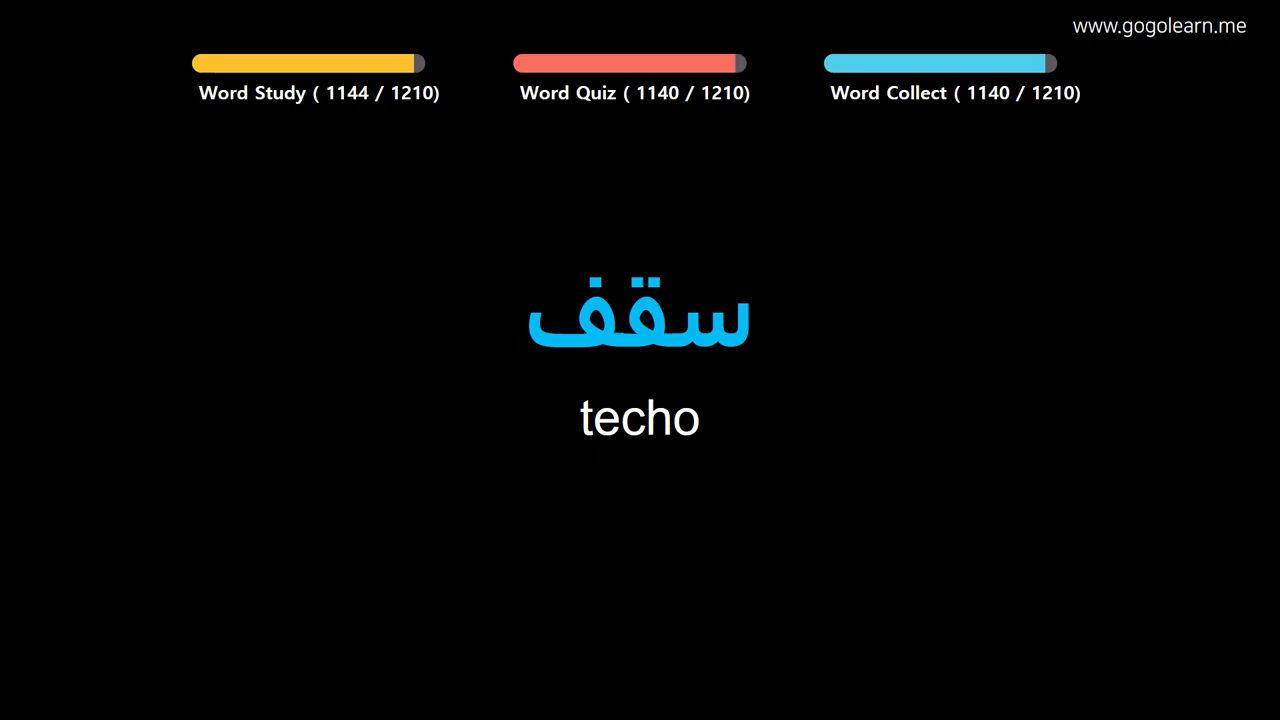 www.gogolearn.me
Word Study ( 1144 / 1210)
Word Quiz ( 1140 / 1210)
Word Collect ( 1140 / 1210)
سقف
techo